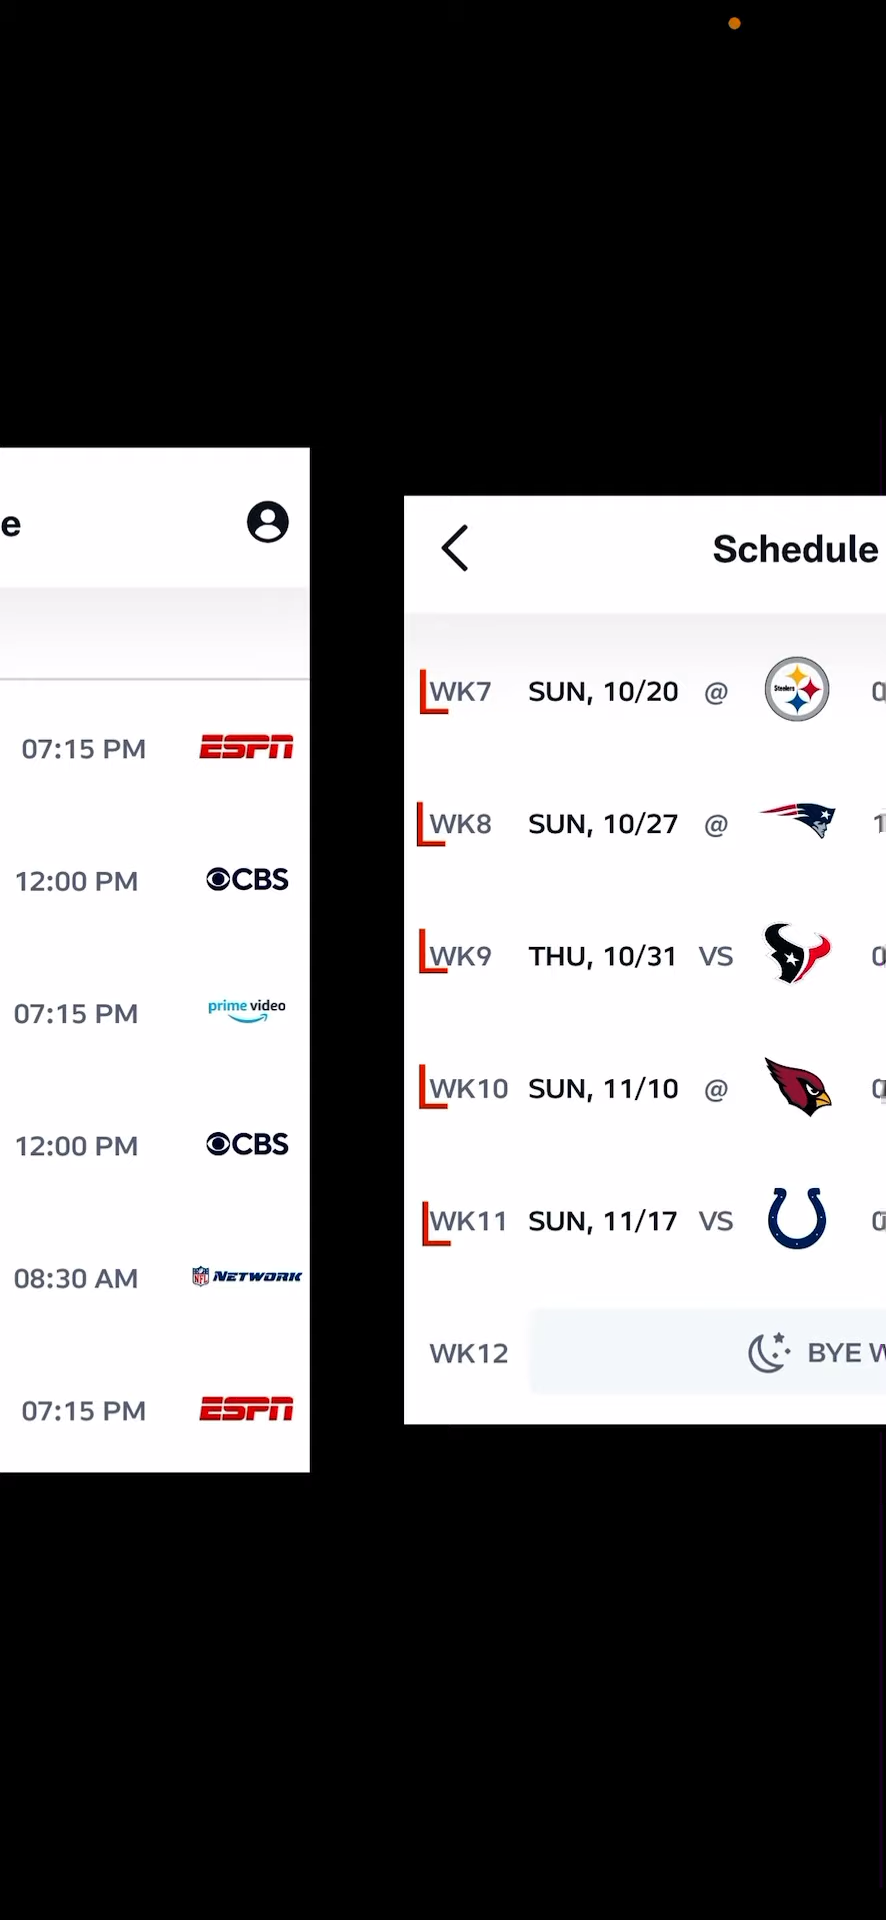 e
07:15 PM ESPN
12:00 PM CBS
07:15 PM prime video
12:00 PM CBS
08:30 AM NFL NETWORK
07:15 PM ESPN
Schedule
L WK7 SUN, 10/20 @ Steelers
L WK8 SUN, 10/27 @
L WK9 THU, 10/31 VS
L WK10 SUN, 11/10 @
L WK11 SUN, 11/17 VS
WK12 BYE